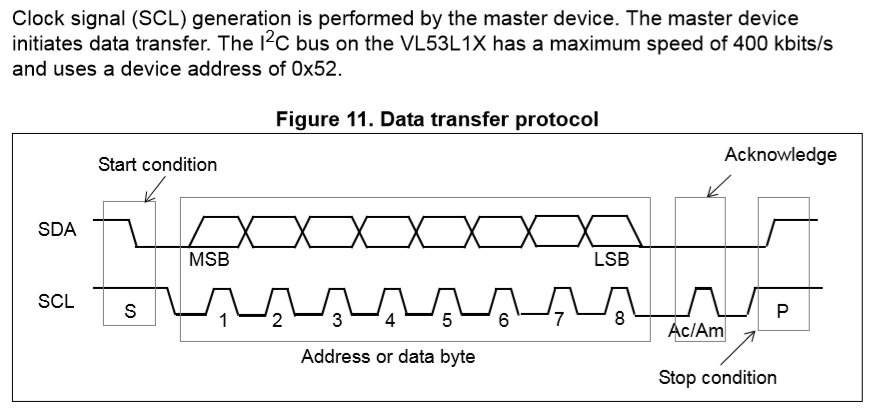 Clock signal (SCL) generation is performed by the master device. The master device
initiates data transfer. The I²C bus on the VL53L1X has a maximum speed of 400 kbits/s
and uses a device address of 0x52.
Figure 11. Data transfer protocol
Start condition
Acknowledge
SDA
MSB
LSB
SCL
S
1
2
3
4
5
6
7
8
Ac/Am
P
Address or data byte
Stop condition